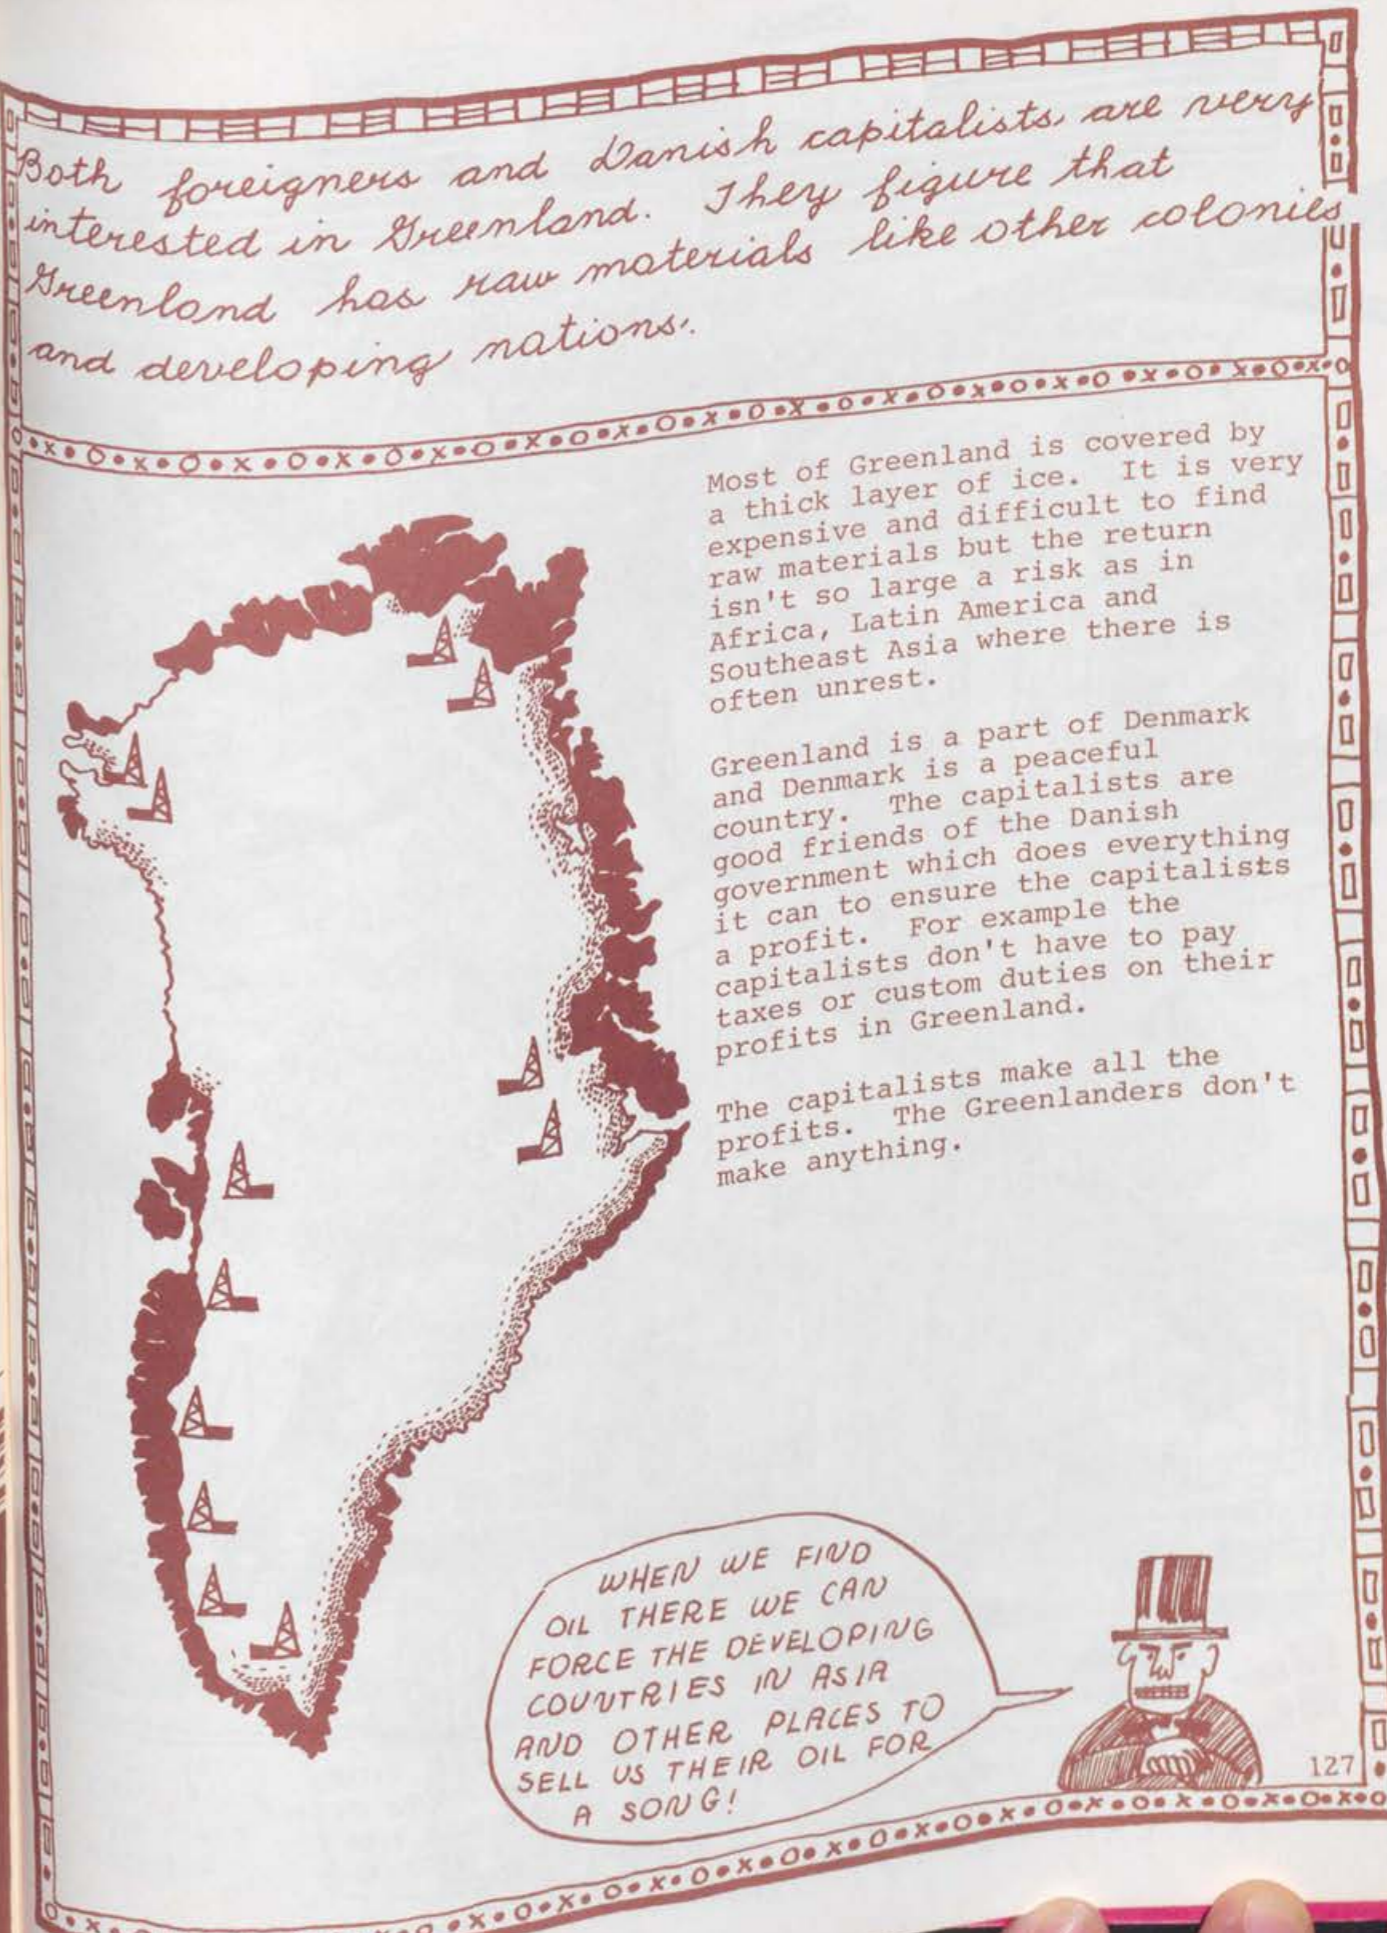 Both foreigners and Danish capitalists are very
interested in Greenland. They figure that
Greenland has raw materials like other colonies
and developing nations.
Most of Greenland is covered by
a thick layer of ice. It is very
expensive and difficult to find
raw materials but the return
isn't so large a risk as in
Africa, Latin America and
Southeast Asia where there is
often unrest.
Greenland is a part of Denmark
and Denmark is a peaceful
country. The capitalists are
good friends of the Danish
government which does everything
it can to ensure the capitalists
a profit. For example the
capitalists don't have to pay
taxes or custom duties on their
profits in Greenland.
The capitalists make all the
profits. The Greenlanders don't
make anything.
WHEN WE FIND
OIL THERE WE CAN
FORCE THE DEVELOPING
COUNTRIES IN ASIA
AND OTHER PLACES TO
SELL US THEIR OIL FOR
A SONG!
127